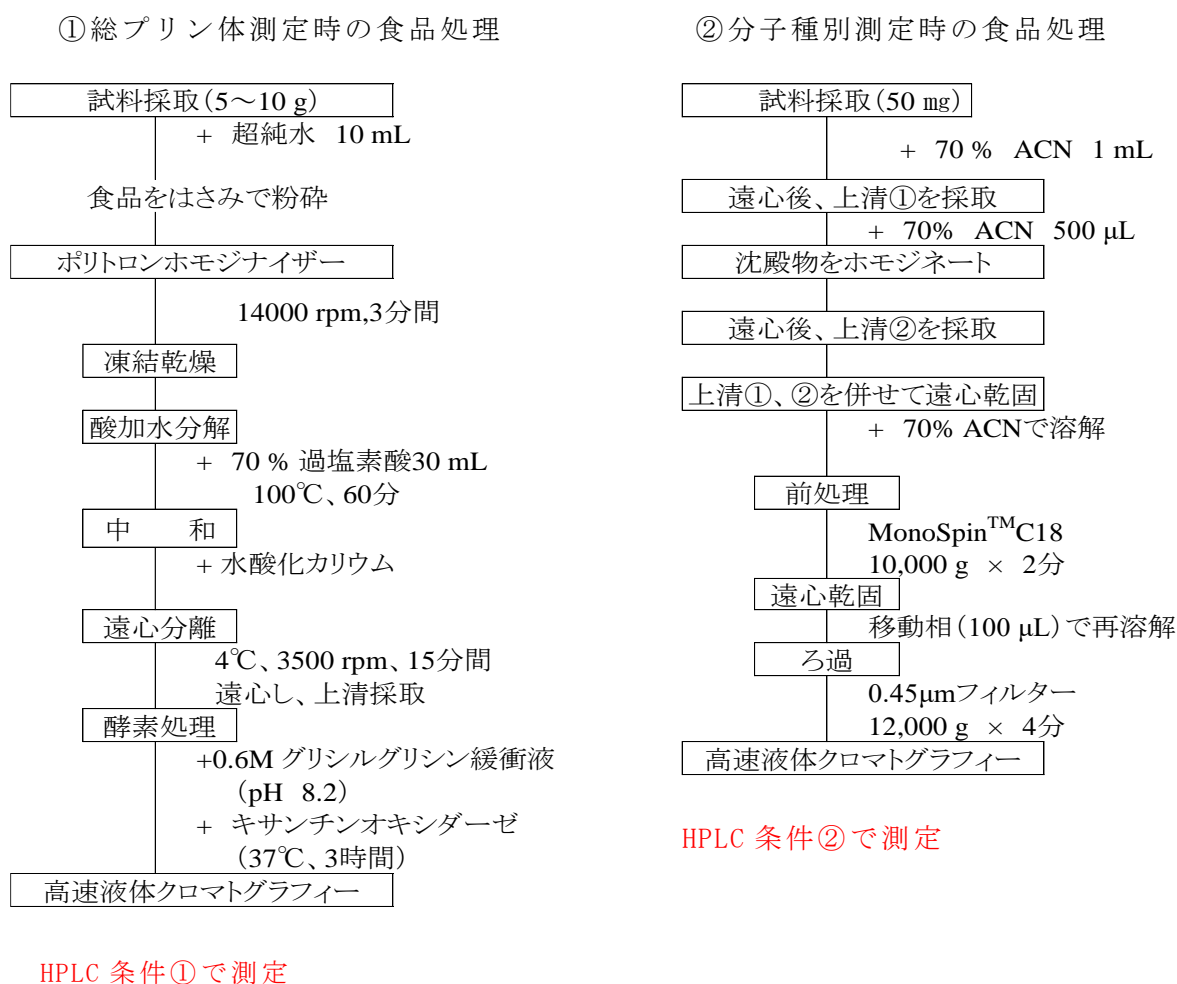 ①総プリン体測定時の食品処理
試料採取(5～10 g)
+ 超純水 10 mL
食品をはさみで粉砕
ポリトロンホモジナイザー
14000 rpm,3分間
凍結乾燥
酸加水分解
+ 70 % 過塩素酸30 mL
100℃、60分
中 和
+ 水酸化カリウム
遠心分離
4℃、3500 rpm、15分間
遠心し、上清採取
酵素処理
+0.6M グリシルグリシン緩衝液
(pH 8.2)
+ キサンチンオキシダーゼ
(37℃、3時間)
高速液体クロマトグラフィー
HPLC 条件①で測定
②分子種別測定時の食品処理
試料採取(50 ㎎)
+ 70 % ACN 1 mL
遠心後、上清①を採取
+ 70% ACN 500 μL
沈殿物をホモジネート
遠心後、上清②を採取
上清①、②を併せて遠心乾固
+ 70% ACNで溶解
前処理
MonoSpin™C18
10,000 g × 2分
遠心乾固
移動相(100 μL)で再溶解
ろ過
0.45μmフィルター
12,000 g × 4分
高速液体クロマトグラフィー
HPLC 条件②で測定